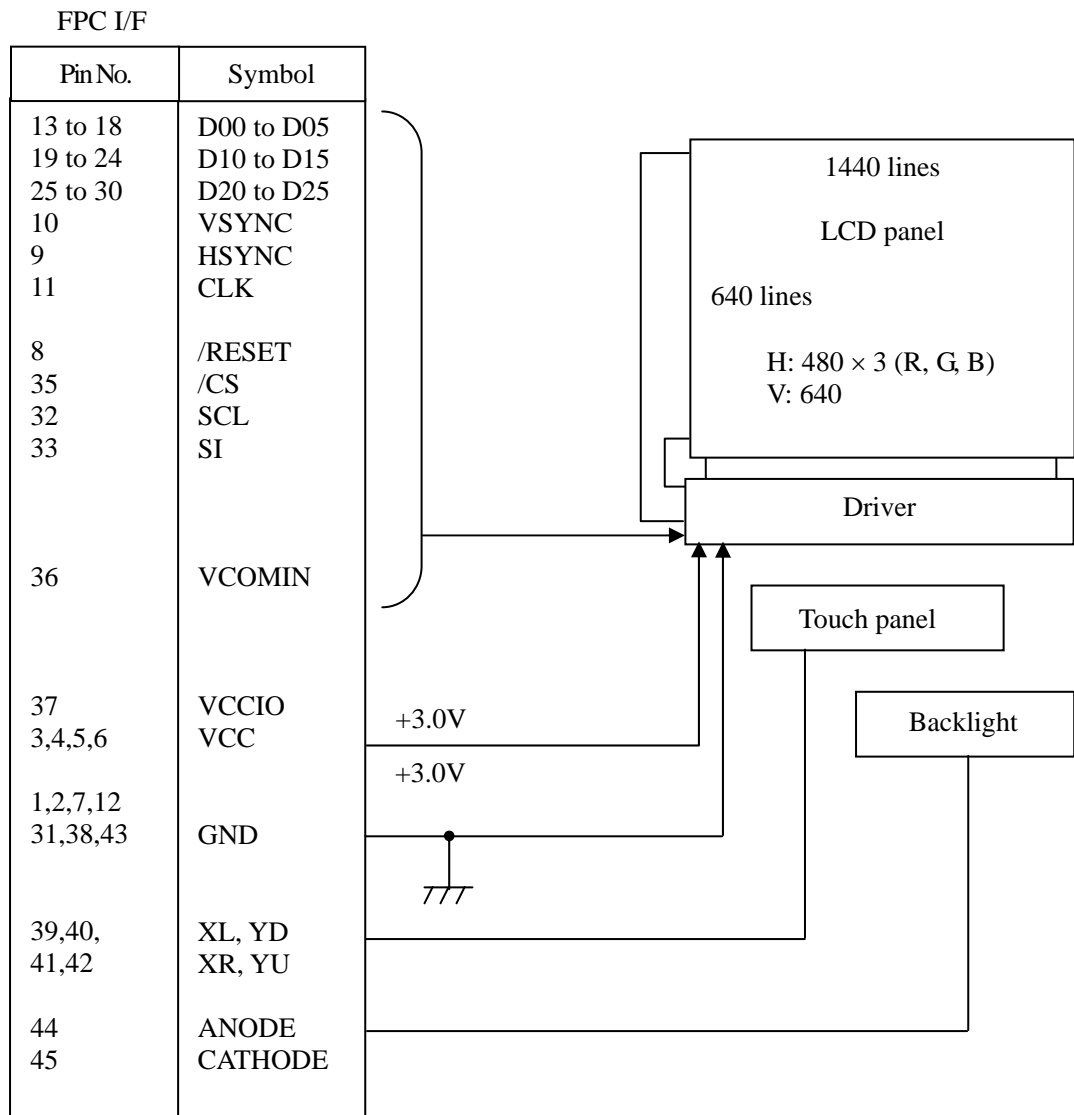 FPC I/F
Pin No. Symbol
13 to 18 D00 to D05
19 to 24 D10 to D15
25 to 30 D20 to D25
10 VSYNC
9 HSYNC
11 CLK
8 /RESET
35 /CS
32 SCL
33 SI
36 VCOMIN
37 VCCIO
3,4,5,6 VCC
1,2,7,12
31,38,43 GND
39,40, XL, YD
41,42 XR, YU
44 ANODE
45 CATHODE
+3.0V
+3.0V
1440 lines
LCD panel
640 lines
H: 480 × 3 (R, G, B)
V: 640
Driver
Touch panel
Backlight